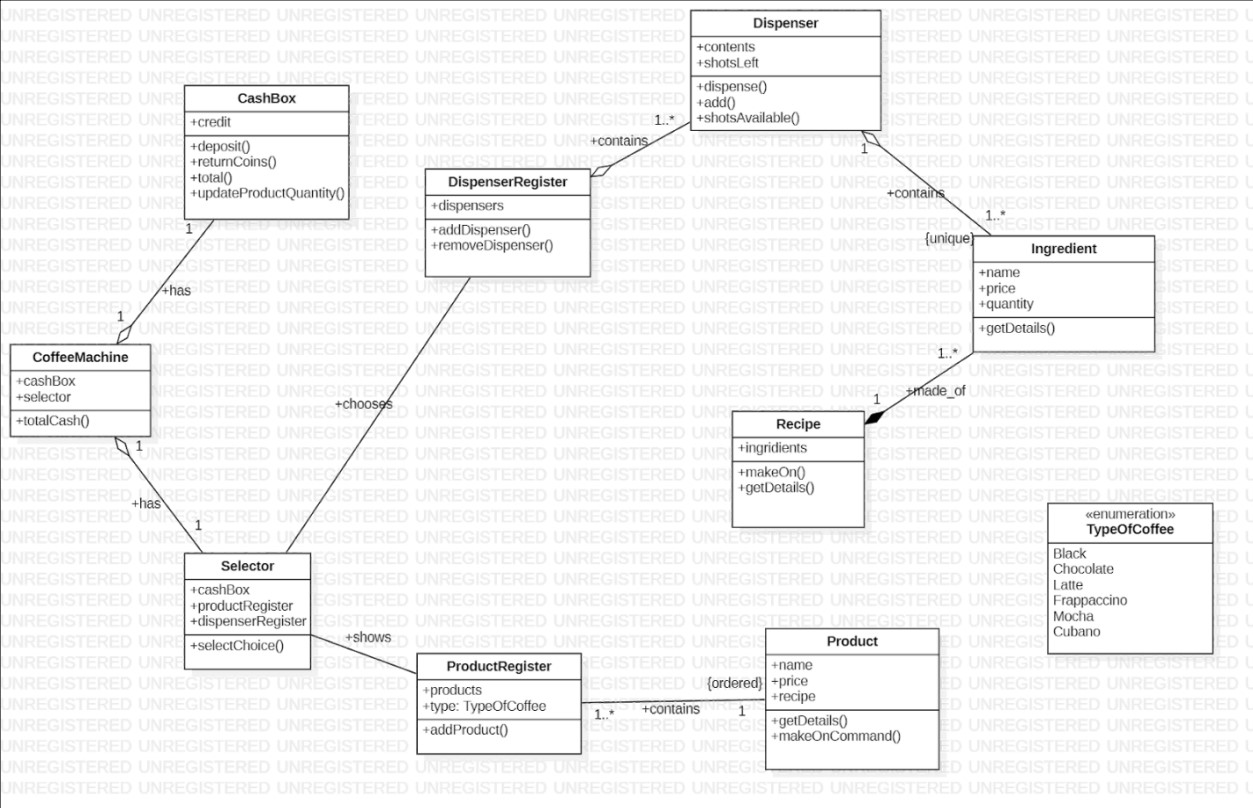 Dispenser
+contents
+shotsLeft
+dispense()
+add()
+shotsAvailable()
CashBox
+credit
+deposit()
+returnCoins()
+total()
+updateProductQuantity()
1..*
+contains
1
DispenserRegister
+dispensers
+addDispenser()
+removeDispenser()
+contains
1..*
{unique}
Ingredient
+name
+price
+quantity
+getDetails()
1
+has
1
CoffeeMachine
+cashBox
+selector
+totalCash()
1
+has
1
+chooses
1..*
+made_of
1
Recipe
+ingridients
+makeOn()
+getDetails()
«enumeration»
TypeOfCoffee
Black
Chocolate
Latte
Frappaccino
Mocha
Cubano
Selector
+cashBox
+productRegister
+dispenserRegister
+selectChoice()
+shows
ProductRegister
+products
+type: TypeOfCoffee
+addProduct()
1..*
+contains
{ordered}
1
Product
+name
+price
+recipe
+getDetails()
+makeOnCommand()
UNREGISTERED